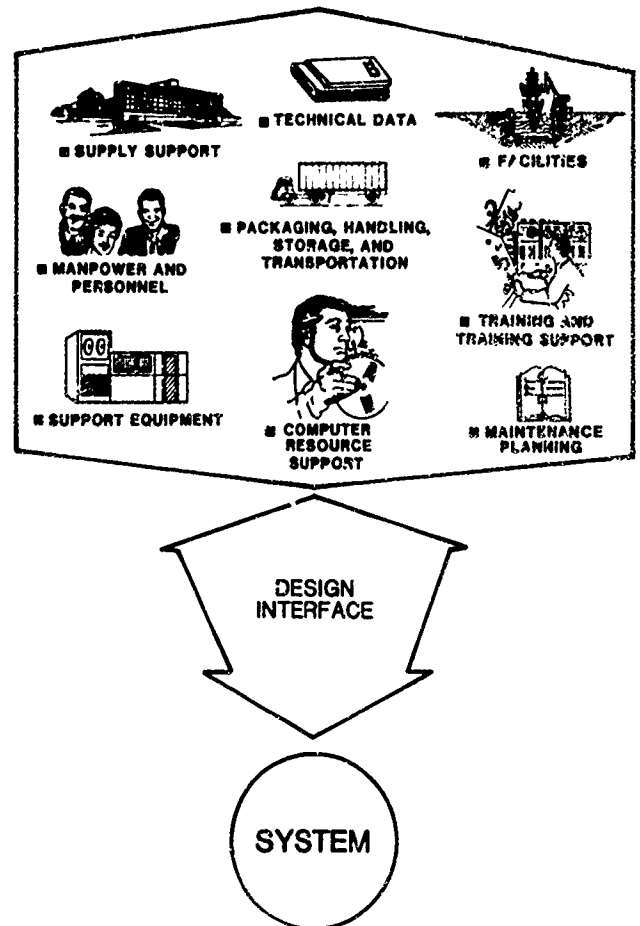 ■ SUPPLY SUPPORT
■ TECHNICAL DATA
■ FACILITIES
■ MANPOWER AND
PERSONNEL
■ PACKAGING, HANDLING,
STORAGE, AND
TRANSPORTATION
■ TRAINING AND
TRAINING SUPPORT
■ SUPPORT EQUIPMENT
■ COMPUTER
RESOURCE
SUPPORT
■ MAINTENANCE
PLANNING
DESIGN
INTERFACE
SYSTEM